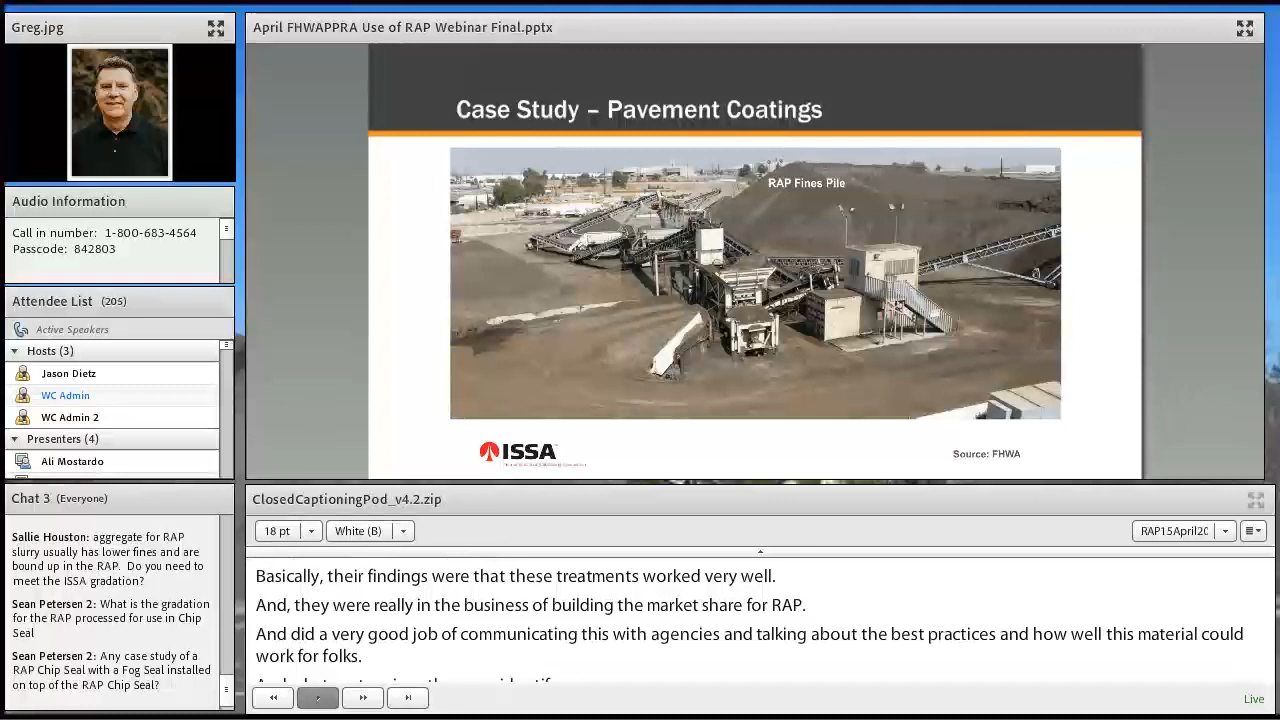 Greg.jpg
Audio Information
Call in number: 1-800-683-4564
Passcode: 842803
Attendee List (205)
Active Speakers
Hosts (3)
Jason Dietz
WC Admin
WC Admin 2
Presenters (4)
Ali Mostardo
Chat 3 (Everyone)
Sallie Houston: aggregate for RAP
slurry usually has lower fines and are
bound up in the RAP. Do you need to
meet the ISSA gradation?
Sean Petersen 2: What is the gradation
for the RAP processed for use in Chip
Seal
Sean Petersen 2: Any case study of a
RAP Chip Seal with a Fog Seal installed
on top of the RAP Chip Seal?
April FHWAPPRA Use of RAP Webinar Final.pptx
Case Study – Pavement Coatings
RAP Fines Pile
ISSA
Source: FHWA
ClosedCaptioningPod_v4.2.zip
18 pt
White (B)
RAP15April20
Basically, their findings were that these treatments worked very well.
And, they were really in the business of building the market share for RAP.
And did a very good job of communicating this with agencies and talking about the best practices and how well this material could
work for folks.
Live